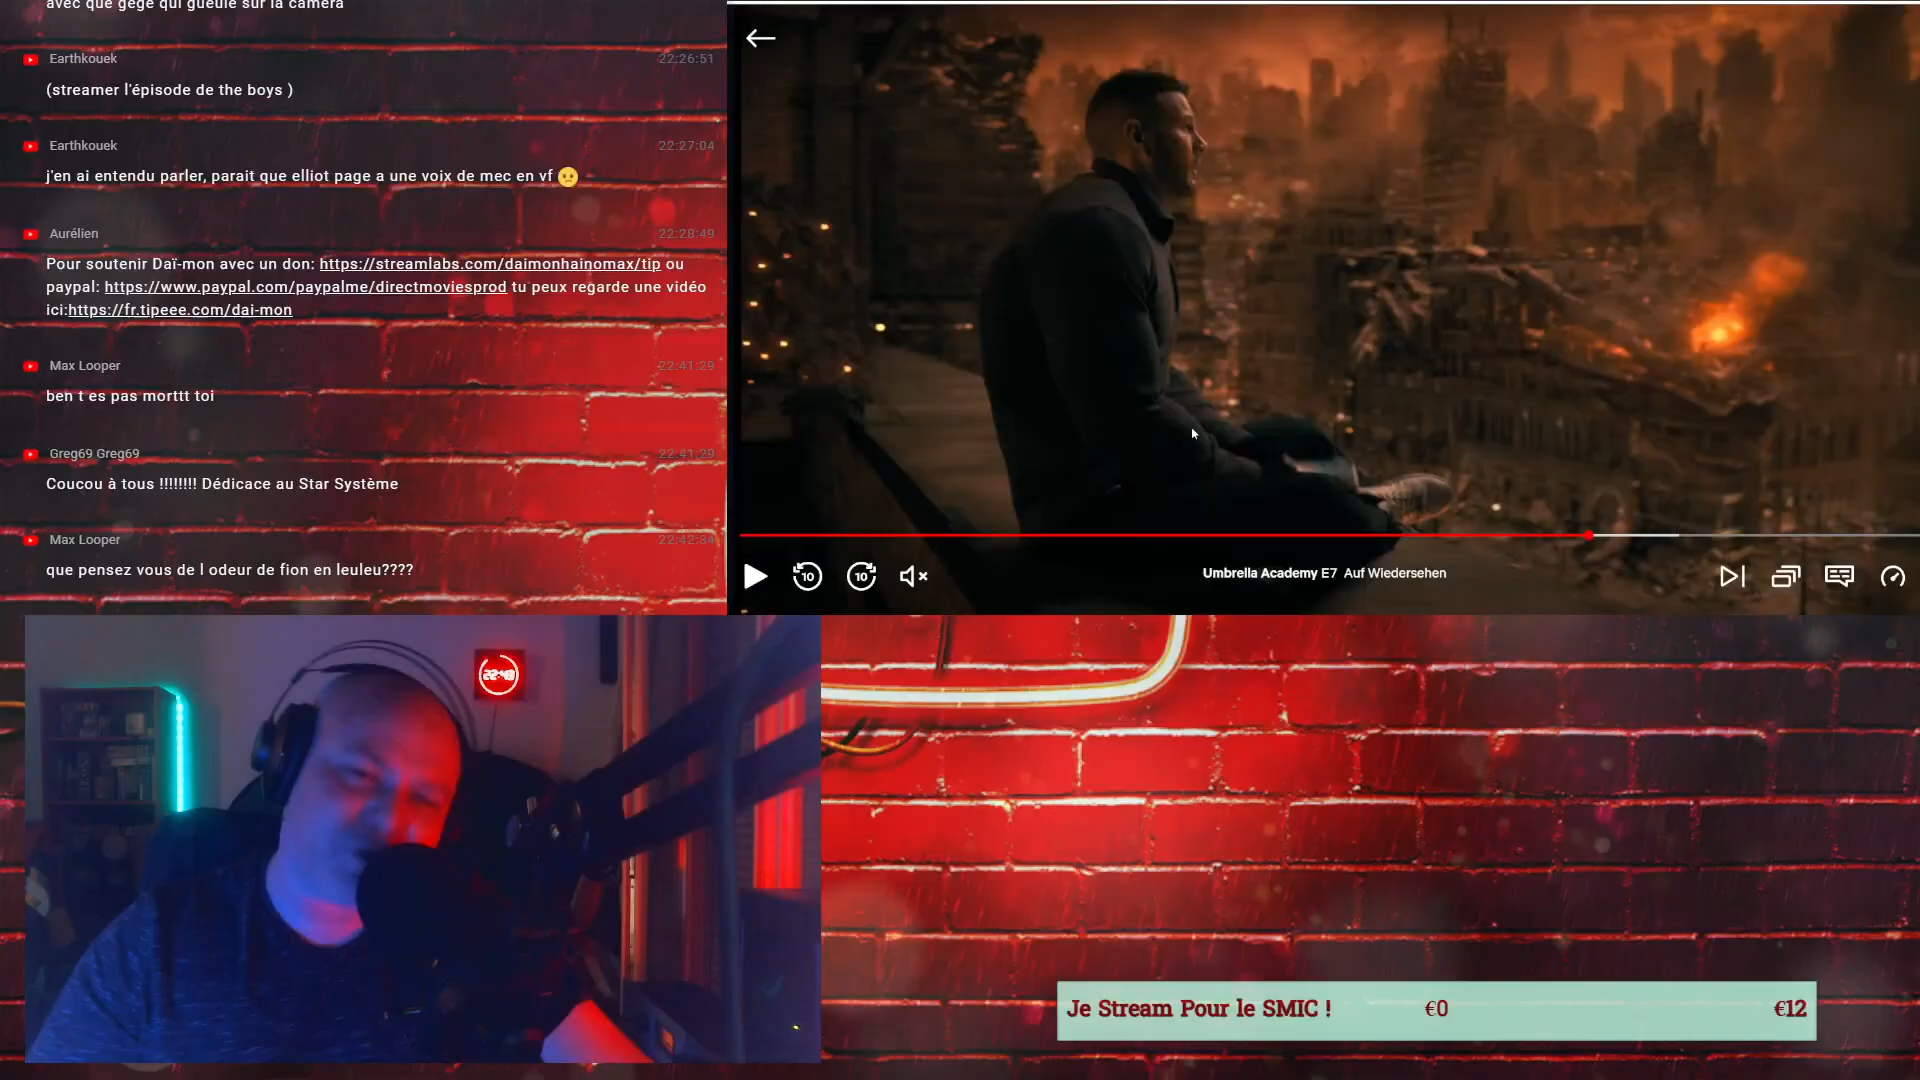 avec que gégé qui gueule sur la caméra
Earthkouek 22:26:51
(streamer l'épisode de the boys )
Earthkouek 22:27:04
j'en ai entendu parler, parait que elliot page a une voix de mec en vf
Aurélien 22:28:49
Pour soutenir Daï-mon avec un don: https://streamlabs.com/daimonhainomax/tip ou
paypal: https://www.paypal.com/paypalme/directmoviesprod tu peux regarde une vidéo
ici:https://fr.tipeee.com/dai-mon
Max Looper 22:41:29
ben t es pas morttt toi
Greg69 Greg69 22:41:29
Coucou à tous !!!!!!!! Dédicace au Star Système
Max Looper 22:42:34
que pensez vous de l odeur de fion en leuleu????
10 10
Umbrella Academy E7 Auf Wiedersehen
Je Stream Pour le SMIC ! €0 €12